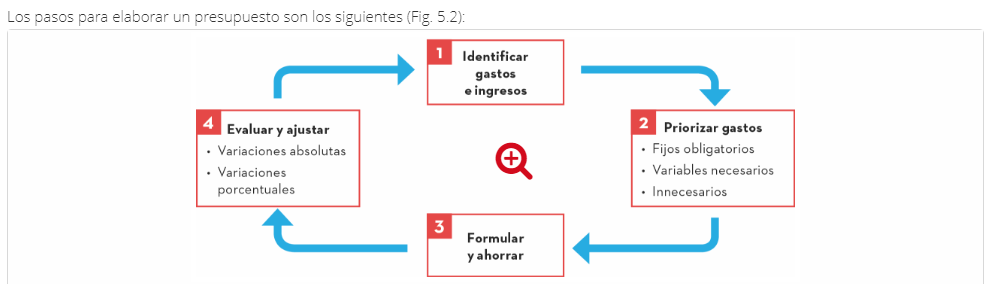 Los pasos para elaborar un presupuesto son los siguientes (Fig. 5.2):
1
Identificar
gastos
e ingresos
2
Priorizar gastos
• Fijos obligatorios
• Variables necesarios
• Innecesarios
3
Formular
y ahorrar
4
Evaluar y ajustar
• Variaciones absolutas
• Variaciones
porcentuales